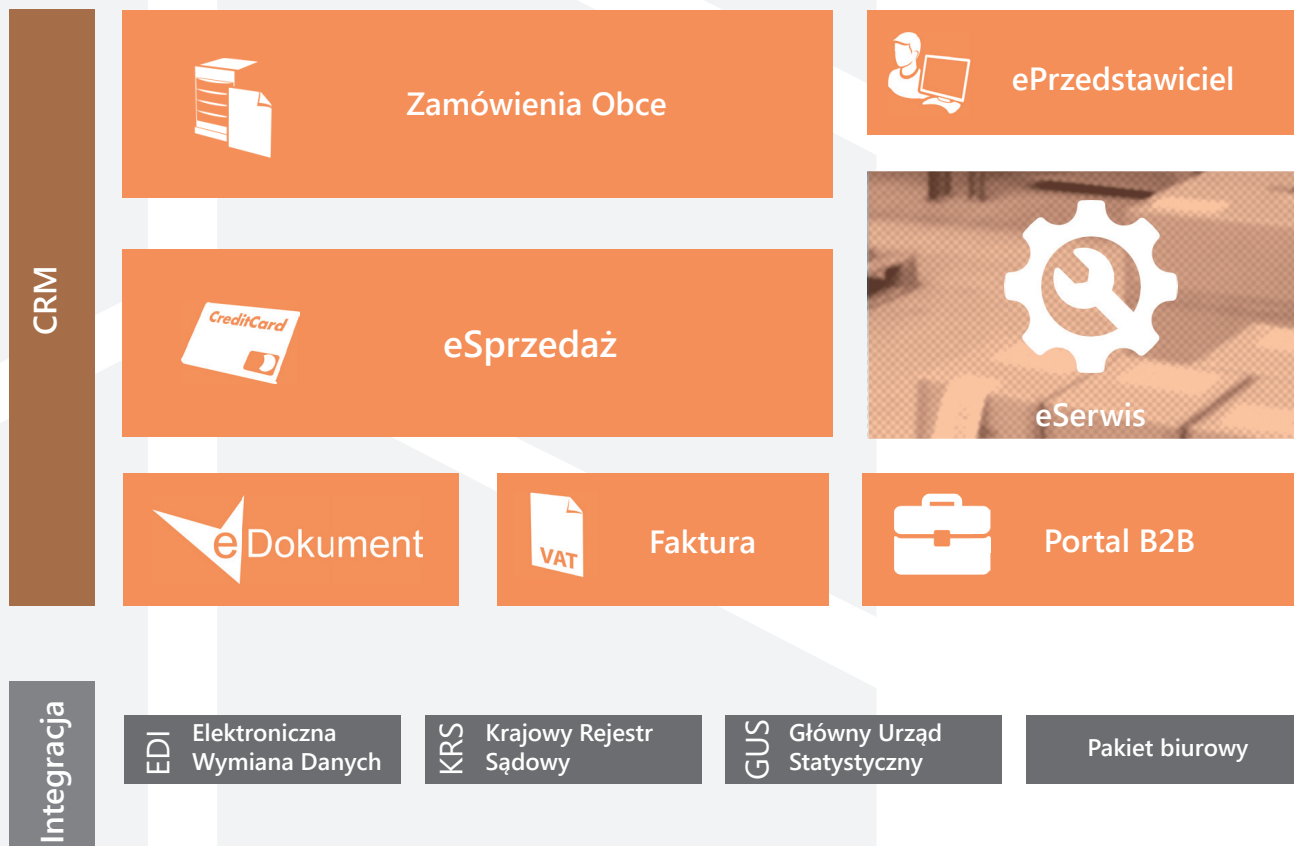 CRM
Zamówienia Obce
ePrzedstawiciel
CreditCard
eSprzedaż
eSerwis
eDokument
VAT
Faktura
Portal B2B
Integracja
EDI
Elektroniczna
Wymiana Danych
KRS
Krajowy Rejestr
Sądowy
GUS
Główny Urząd
Statystyczny
Pakiet biurowy